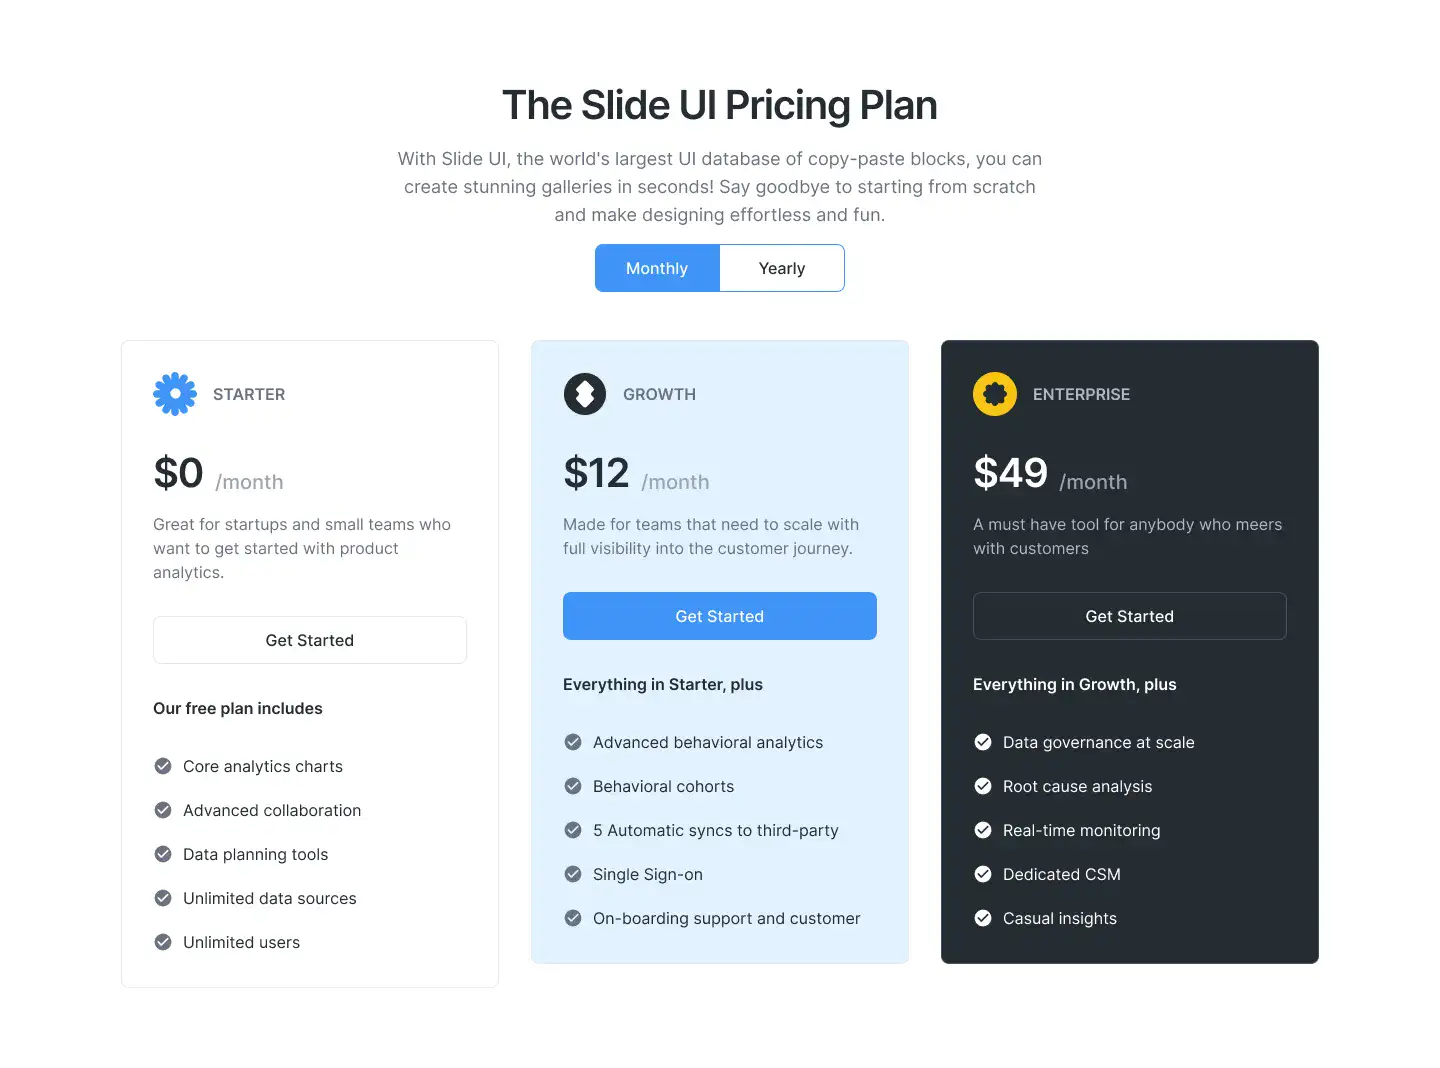 The Slide UI Pricing Plan
With Slide UI, the world's largest UI database of copy-paste blocks, you can
create stunning galleries in seconds! Say goodbye to starting from scratch
and make designing effortless and fun.
Monthly
Yearly
STARTER
$0 /month
Great for startups and small teams who
want to get started with product
analytics.
Get Started
Our free plan includes
Core analytics charts
Advanced collaboration
Data planning tools
Unlimited data sources
Unlimited users
GROWTH
$12 /month
Made for teams that need to scale with
full visibility into the customer journey.
Get Started
Everything in Starter, plus
Advanced behavioral analytics
Behavioral cohorts
5 Automatic syncs to third-party
Single Sign-on
On-boarding support and customer
ENTERPRISE
$49 /month
A must have tool for anybody who meers
with customers
Get Started
Everything in Growth, plus
Data governance at scale
Root cause analysis
Real-time monitoring
Dedicated CSM
Casual insights